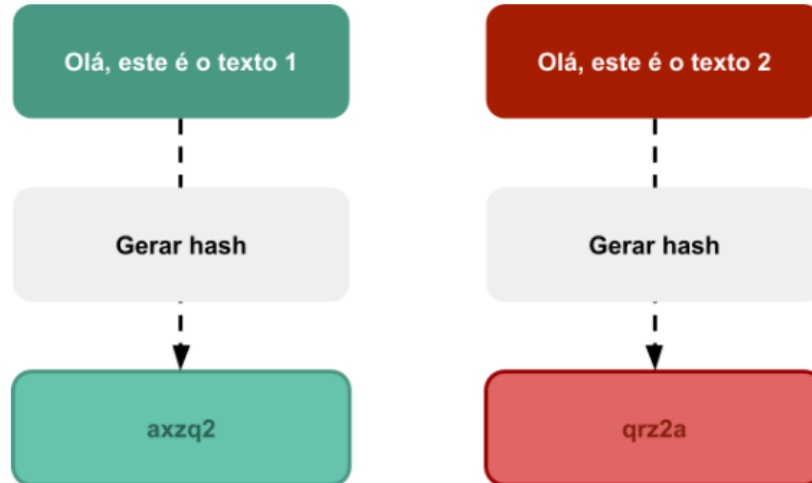 Olá, este é o texto 1
Olá, este é o texto 2
Gerar hash
Gerar hash
axzq2
qrz2a